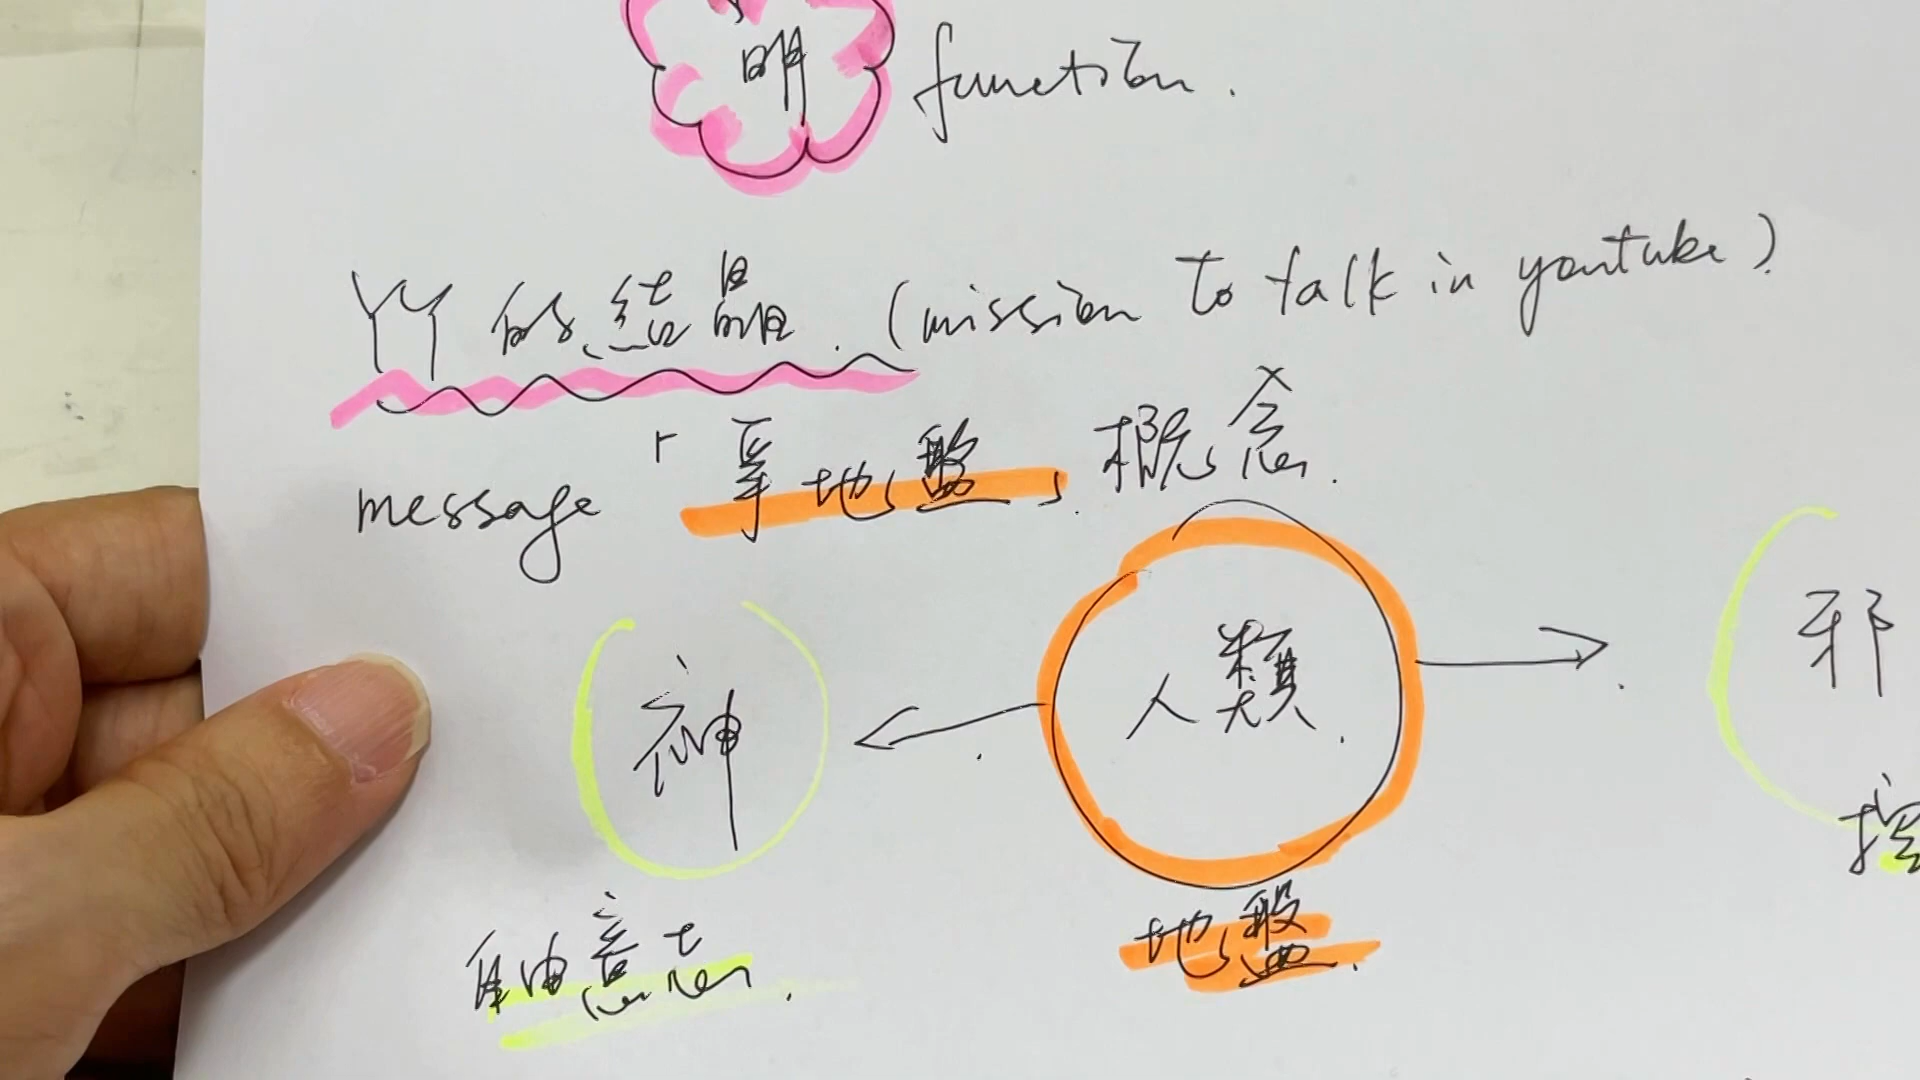 明 function.
YY的結晶.(mission to talk in youtube)
message「爭地盤」概念.
神 人類. 邪
自由意志. 地盤.